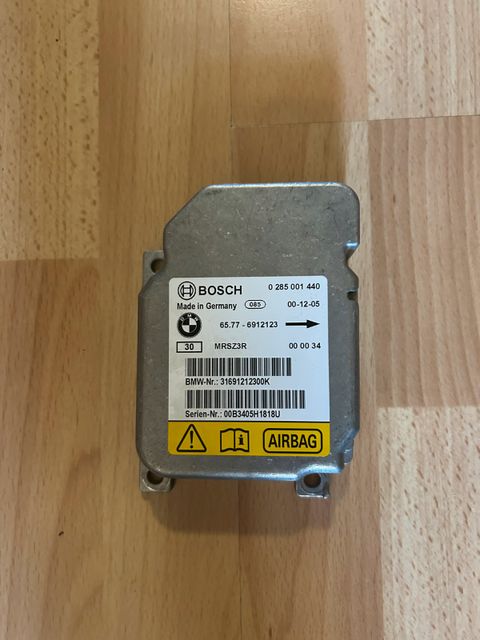 BOSCH 0 285 001 440
Made in Germany 085 00-12-05
BMW 65.77 - 6912123
30 MRSZ3R 00 00 34
BMW-Nr.: 31691212300K
Serien-Nr.: 00B3405H1818U
AIRBAG